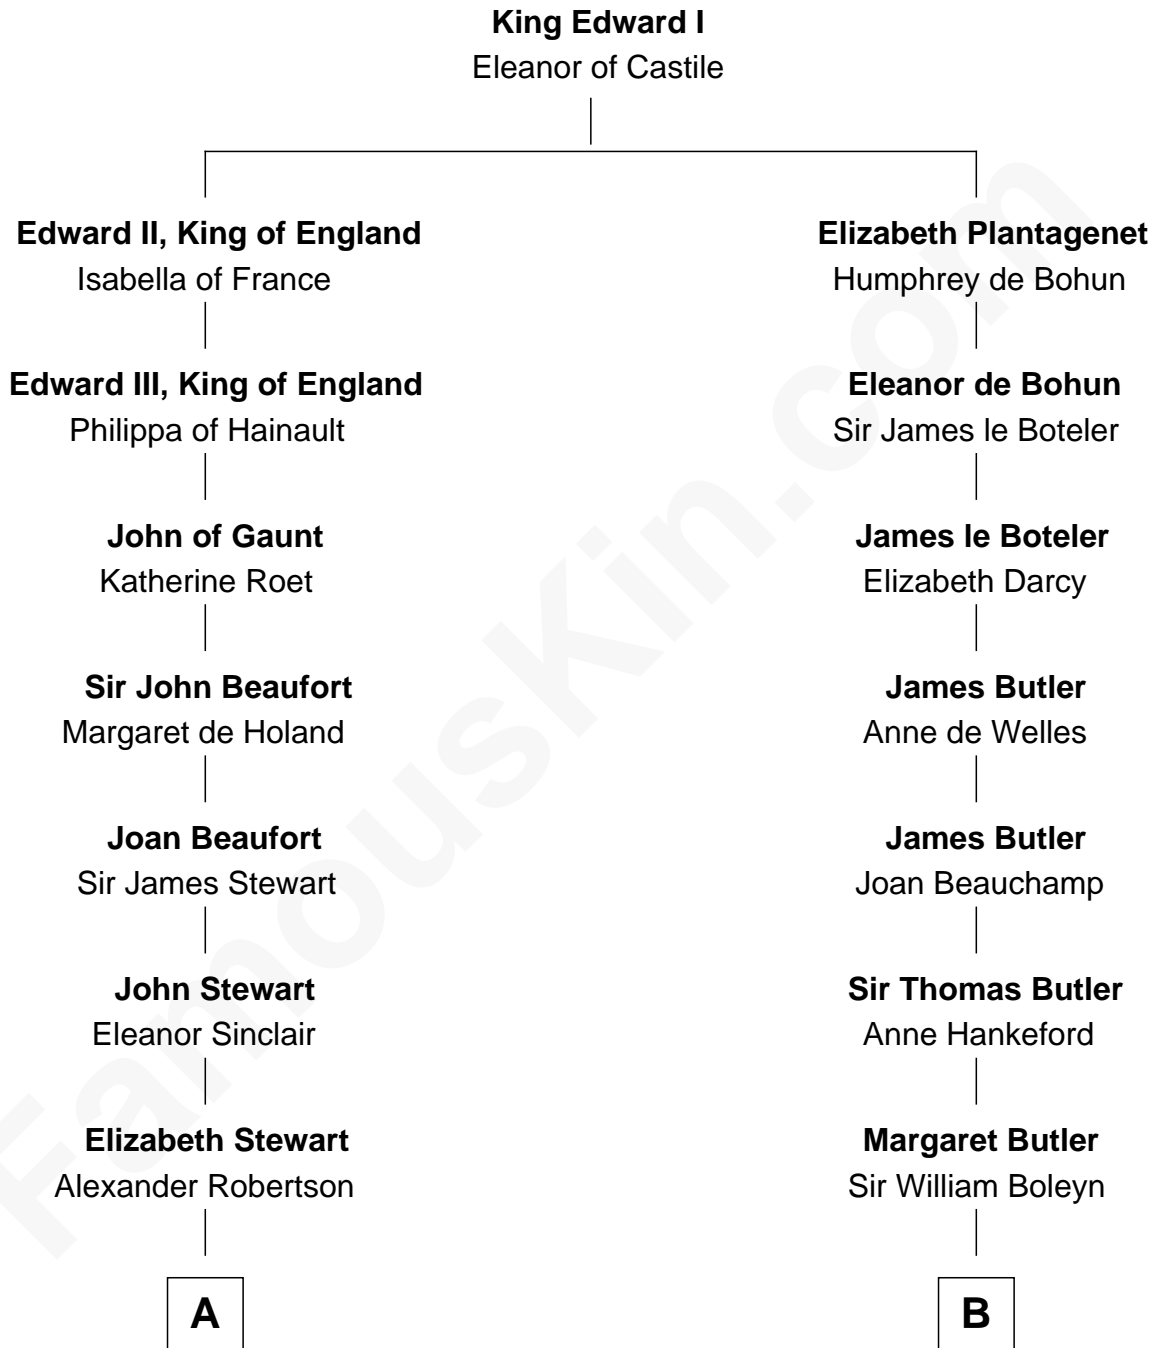 King Edward I
Eleanor of Castile
Edward II, King of England
Isabella of France
Edward III, King of England
Philippa of Hainault
John of Gaunt
Katherine Roet
Sir John Beaufort
Margaret de Holand
Joan Beaufort
Sir James Stewart
John Stewart
Eleanor Sinclair
Elizabeth Stewart
Alexander Robertson
A
Elizabeth Plantagenet
Humphrey de Bohun
Eleanor de Bohun
Sir James le Boteler
James le Boteler
Elizabeth Darcy
James Butler
Anne de Welles
James Butler
Joan Beauchamp
Sir Thomas Butler
Anne Hankeford
Margaret Butler
Sir William Boleyn
B
FamousKin.com